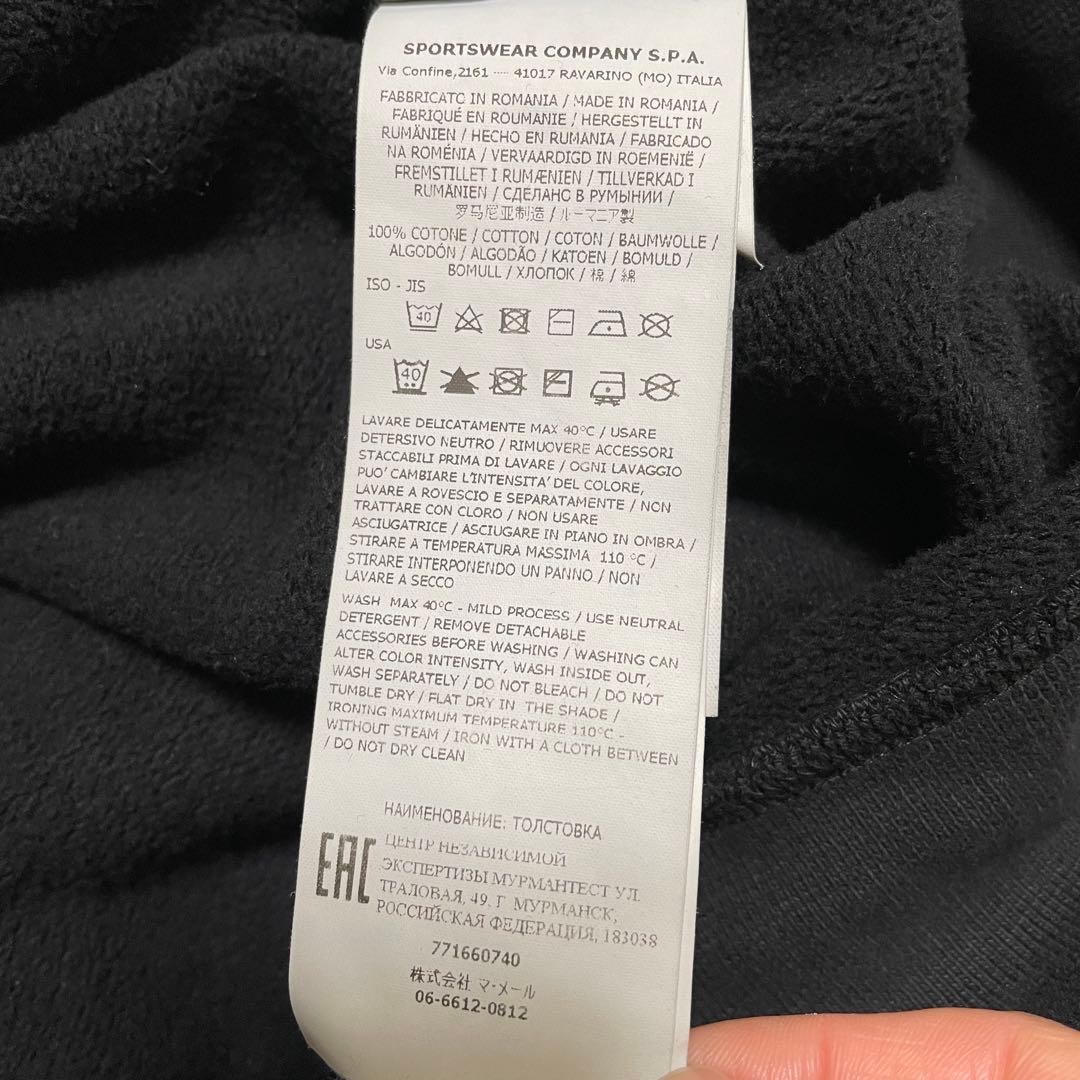 SPORTSWEAR COMPANY S.P.A.
Via Confine,2161 ---- 41017 RAVARINO (MO) ITALIA
FABBRICATO IN ROMANIA / MADE IN ROMANIA /
FABRIQUÉ EN ROUMANIE / HERGESTELLT IN
RUMÄNIEN / HECHO EN RUMANIA / FABRICADO
NA ROMÉNIA / VERVAARDIGD IN ROEMENIË /
FREMSTILLET I RUMÆNIEN / TILLVERKAD I
RUMÄNIEN / СДЕЛАНО В РУМЫНИИ /
罗马尼亚制造 / ルーマニア製
100% COTONE / COTTON / COTON / BAUMWOLLE /
ALGODÓN / ALGODÃO / KATOEN / BOMULD /
BOMULL / ХЛОПОК / 棉 / 綿
ISO - JIS
40
USA
40
LAVARE DELICATAMENTE MAX 40°C / USARE
DETERSIVO NEUTRO / RIMUOVERE ACCESSORI
STACCABILI PRIMA DI LAVARE / OGNI LAVAGGIO
PUO' CAMBIARE L'INTENSITA' DEL COLORE,
LAVARE A ROVESCIO E SEPARATAMENTE / NON
TRATTARE CON CLORO / NON USARE
ASCIUGATRICE / ASCIUGARE IN PIANO IN OMBRA /
STIRARE A TEMPERATURA MASSIMA 110 °C /
STIRARE INTERPONENDO UN PANNO / NON
LAVARE A SECCO
WASH MAX 40°C - MILD PROCESS / USE NEUTRAL
DETERGENT / REMOVE DETACHABLE
ACCESSORIES BEFORE WASHING / WASHING CAN
ALTER COLOR INTENSITY, WASH INSIDE OUT,
WASH SEPARATELY / DO NOT BLEACH / DO NOT
TUMBLE DRY / FLAT DRY IN THE SHADE /
IRONING MAXIMUM TEMPERATURE 110°C -
WITHOUT STEAM / IRON WITH A CLOTH BETWEEN
/ DO NOT DRY CLEAN
НАИМЕНОВАНИЕ: ТОЛСТОВКА
EAC
ЦЕНТР НЕЗАВИСИМОЙ
ЭКСПЕРТИЗЫ МУРМАНТЕСТ УЛ.
ТРАЛОВАЯ, 49. Г. МУРМАНСК,
РОССИЙСКАЯ ФЕДЕРАЦИЯ, 183038
771660740
株式会社 マ・メール
06-6612-0812